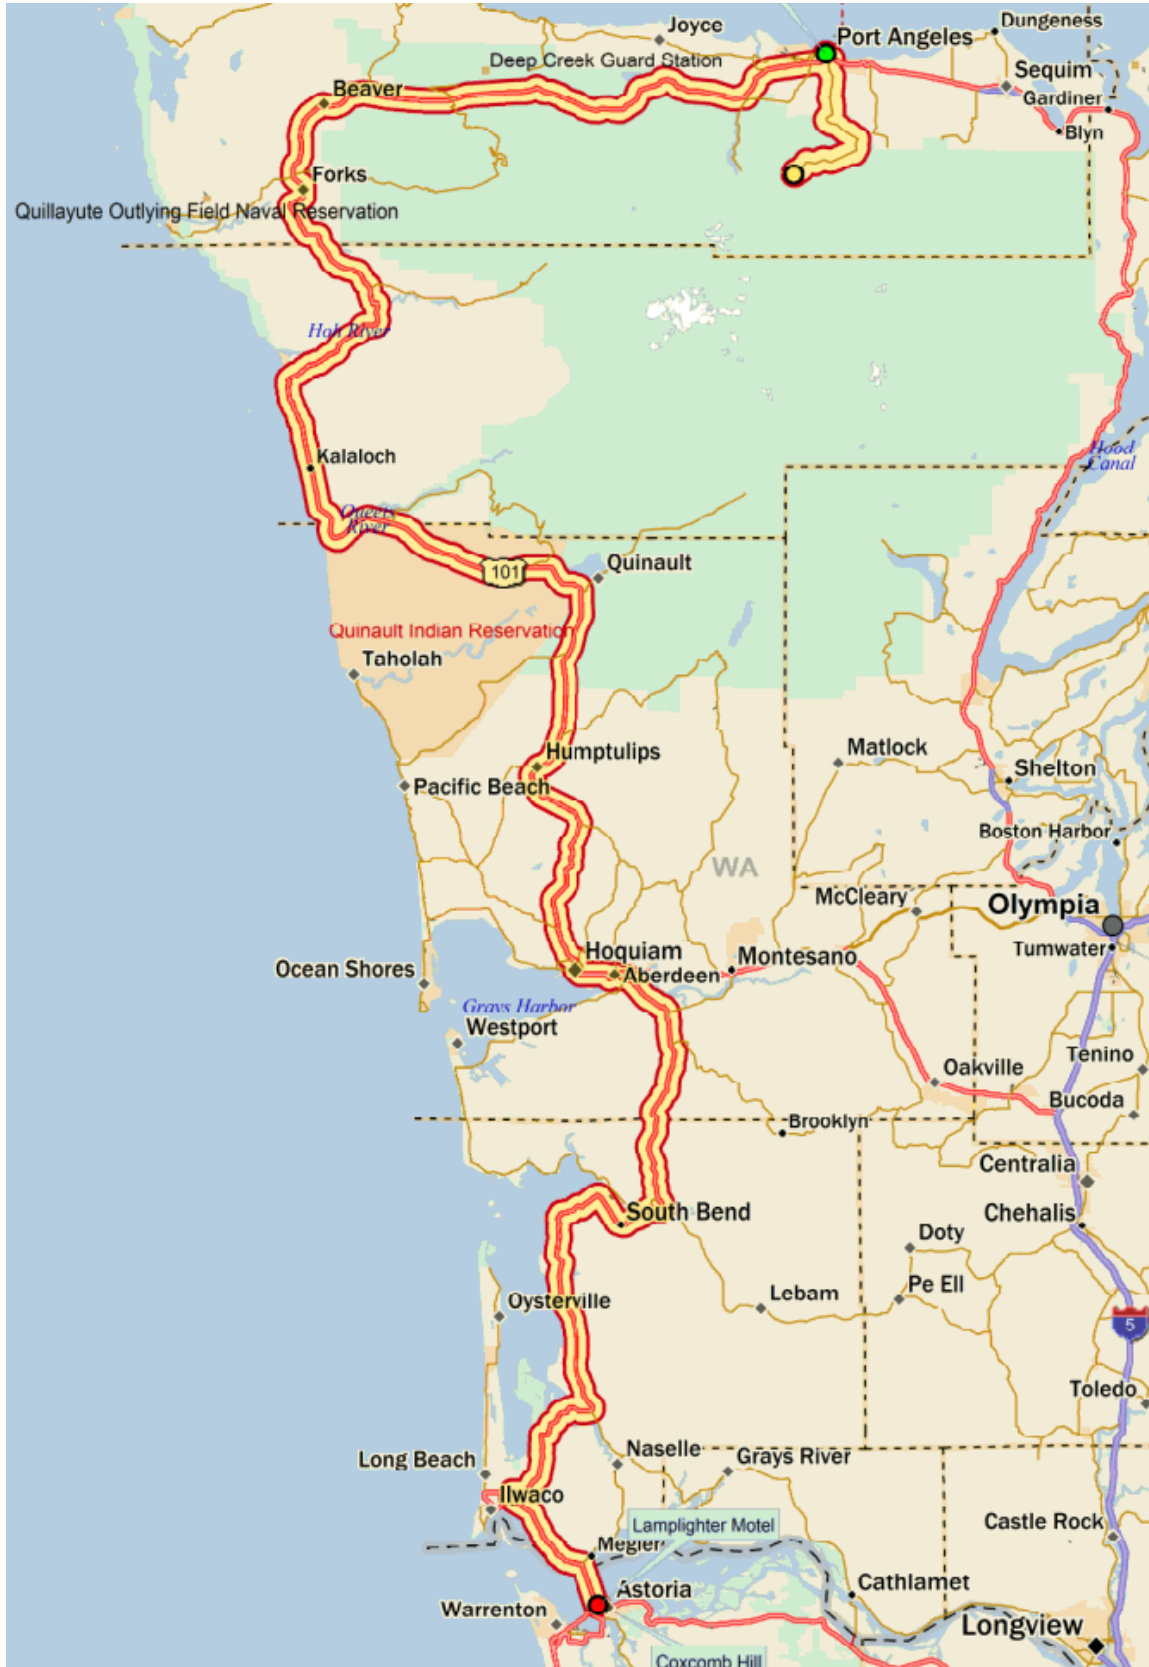 Dungeness
Joyce
Port Angeles
Deep Creek Guard Station
Sequim
Beaver
Gardiner
Blyn
Forks
Quillayute Outlying Field Naval Reservation
Hoh River
Hood
Canal
Kalaloch
Queets
River
Quinault
101
Quinault Indian Reservation
Taholah
Matlock
Humptulips
Shelton
Pacific Beach
Boston Harbor
WA
McCleary
Olympia
Hoquiam
Tumwater
Montesano
Ocean Shores
Aberdeen
Grays Harbor
Westport
Tenino
Oakville
Bucoda
Brooklyn
Centralia
South Bend
Chehalis
Doty
Pe Ell
Lebam
Oysterville
5
Toledo
Naselle
Grays River
Long Beach
Ilwaco
Castle Rock
Lamplighter Motel
Megler
Astoria
Cathlamet
Warrenton
Longview
Coxcomb Hill